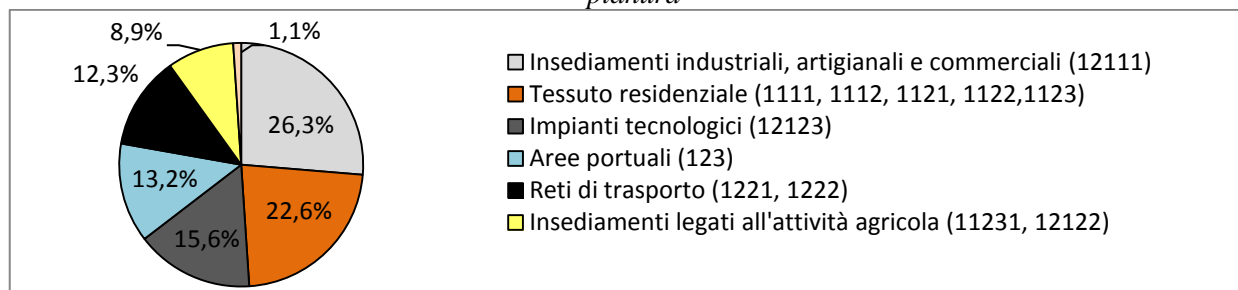 pianura
8,9%
1,1%
12,3%
26,3%
13,2%
22,6%
15,6%
Insediamenti industriali, artigianali e commerciali (12111)
Tessuto residenziale (1111, 1112, 1121, 1122,1123)
Impianti tecnologici (12123)
Aree portuali (123)
Reti di trasporto (1221, 1222)
Insediamenti legati all'attività agricola (11231, 12122)